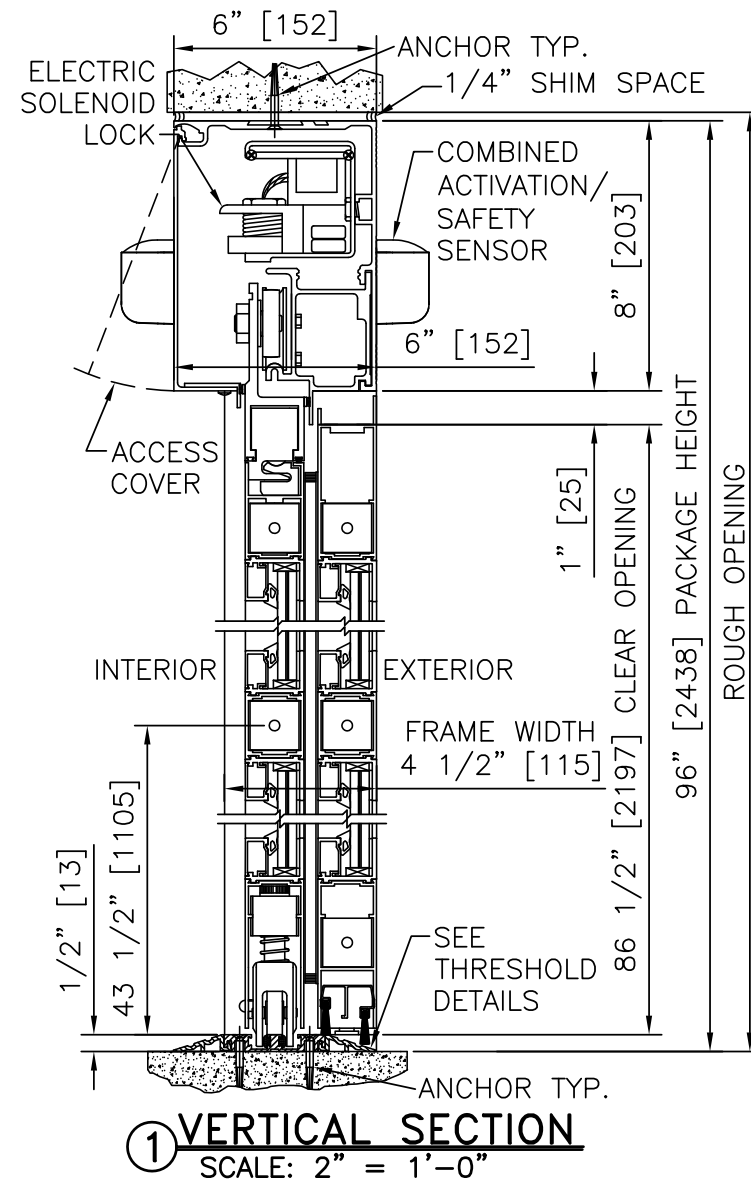 6” [152]
ANCHOR TYP.
1/4” SHIM SPACE
ELECTRIC
SOLENOID
LOCK
COMBINED
ACTIVATION/
SAFETY
SENSOR
8” [203]
6” [152]
ACCESS
COVER
1” [25]
86 1/2” [2197] CLEAR OPENING
96” [2438] PACKAGE HEIGHT
ROUGH OPENING
INTERIOR
EXTERIOR
FRAME WIDTH
4 1/2” [115]
1/2” [13]
43 1/2” [1105]
SEE
THRESHOLD
DETAILS
ANCHOR TYP.
1 VERTICAL SECTION
SCALE: 2” = 1’-0”